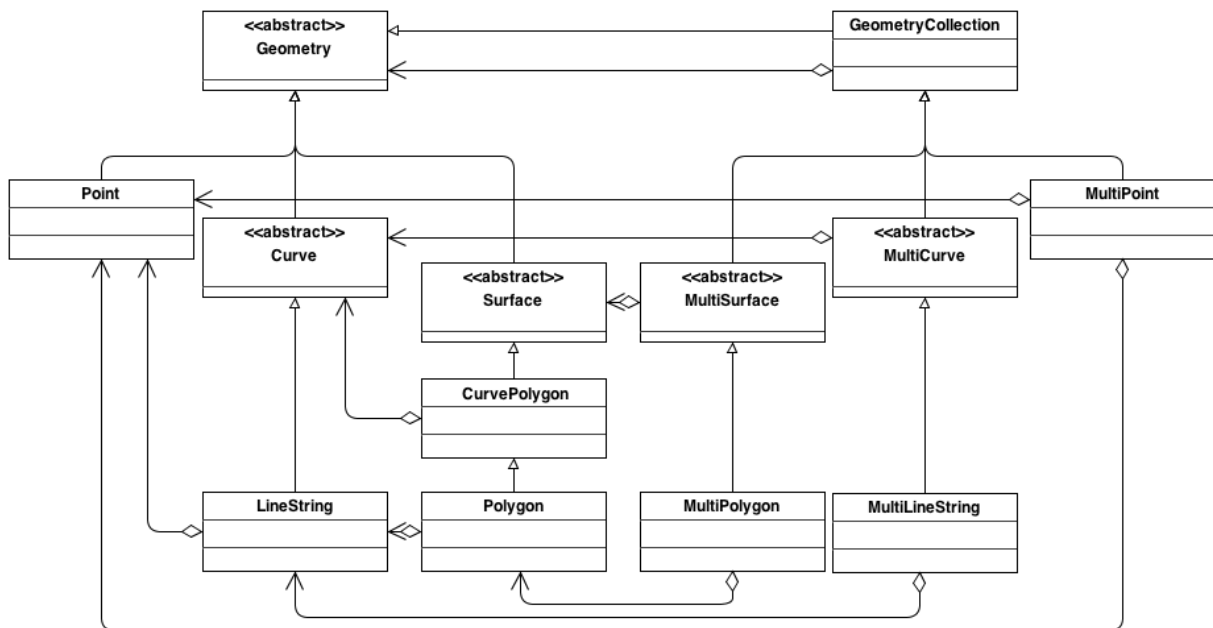 <<abstract>>
Geometry
GeometryCollection
Point
MultiPoint
<<abstract>>
Curve
<<abstract>>
MultiCurve
<<abstract>>
Surface
<<abstract>>
MultiSurface
CurvePolygon
LineString
Polygon
MultiPolygon
MultiLineString